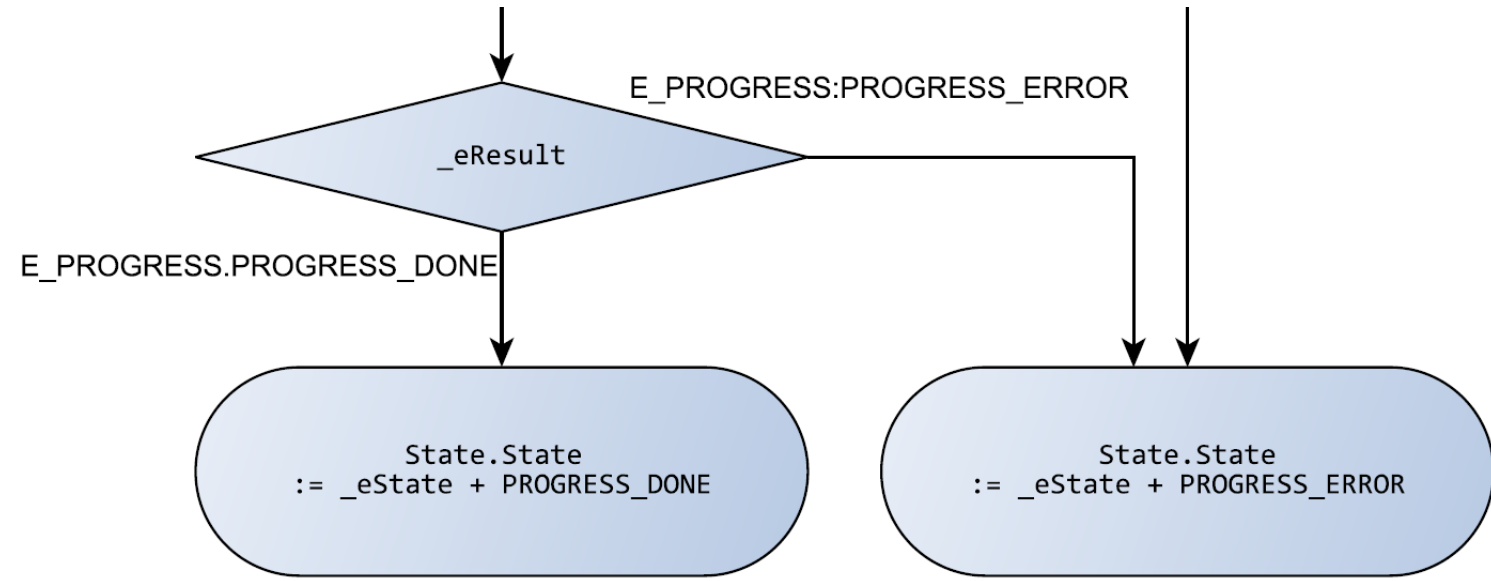 E_PROGRESS:PROGRESS_ERROR
_eResult
E_PROGRESS.PROGRESS_DONE
State.State
:= _eState + PROGRESS_DONE
State.State
:= _eState + PROGRESS_ERROR